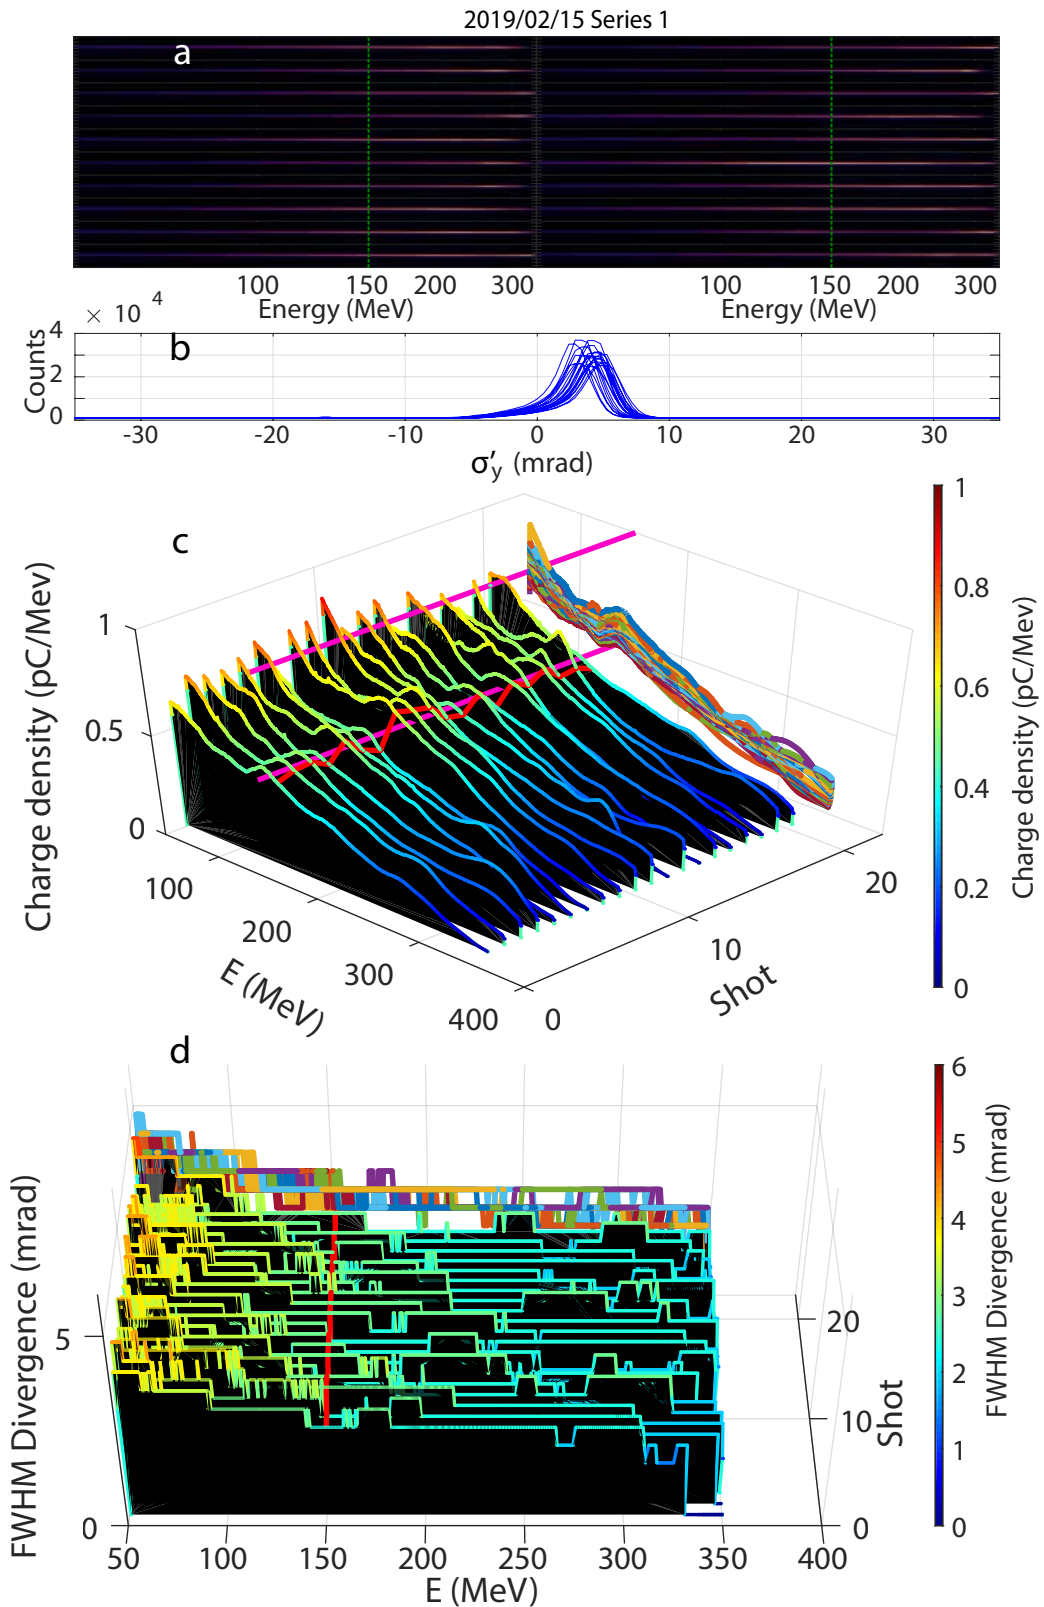 2019/02/15 Series 1
a
100 150 200 300 100 150 200 300
Energy (MeV) Energy (MeV)
× 10 4
b
Counts
4
2
0
-30 -20 -10 0 10 20 30
σ′y (mrad)
c
Charge density (pC/Mev)
1
0.5
0
100
200
300
400
E (MeV)
0
10
20
Shot
1
0.8
0.6
0.4
0.2
0
Charge density (pC/Mev)
d
FWHM Divergence (mrad)
5
0
50 100 150 200 250 300 350 400
E (MeV)
20
10
0
Shot
6
5
4
3
2
1
0
FWHM Divergence (mrad)